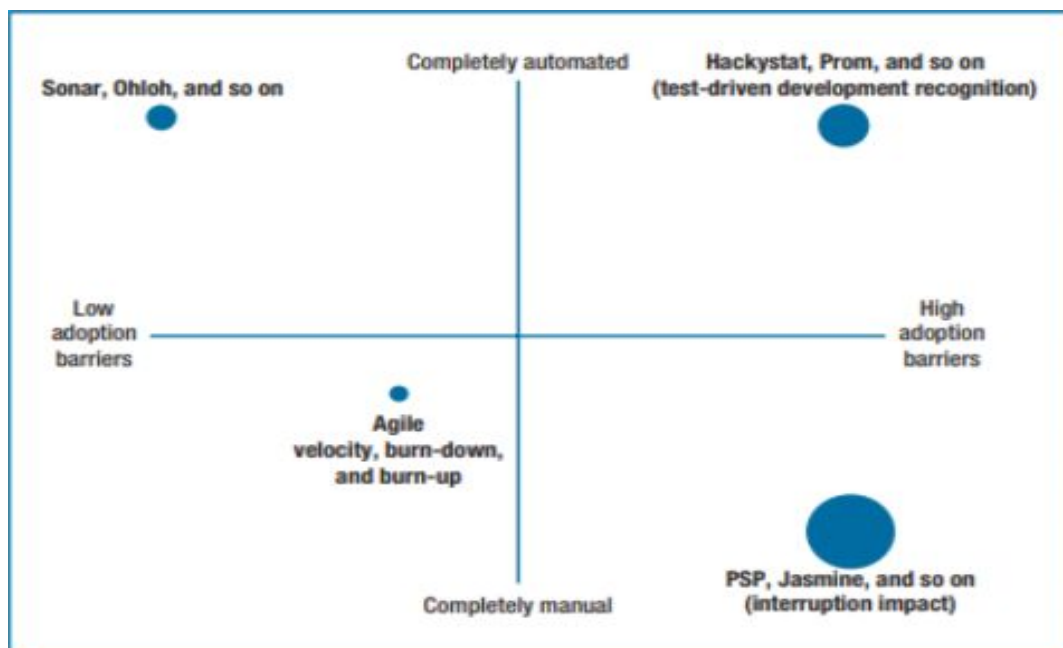 Completely automated
Hackystat, Prom, and so on
(test-driven development recognition)
Sonar, Ohloh, and so on
Low
adoption
barriers
High
adoption
barriers
Agile
velocity, burn-down,
and burn-up
PSP, Jasmine, and so on
(interruption impact)
Completely manual